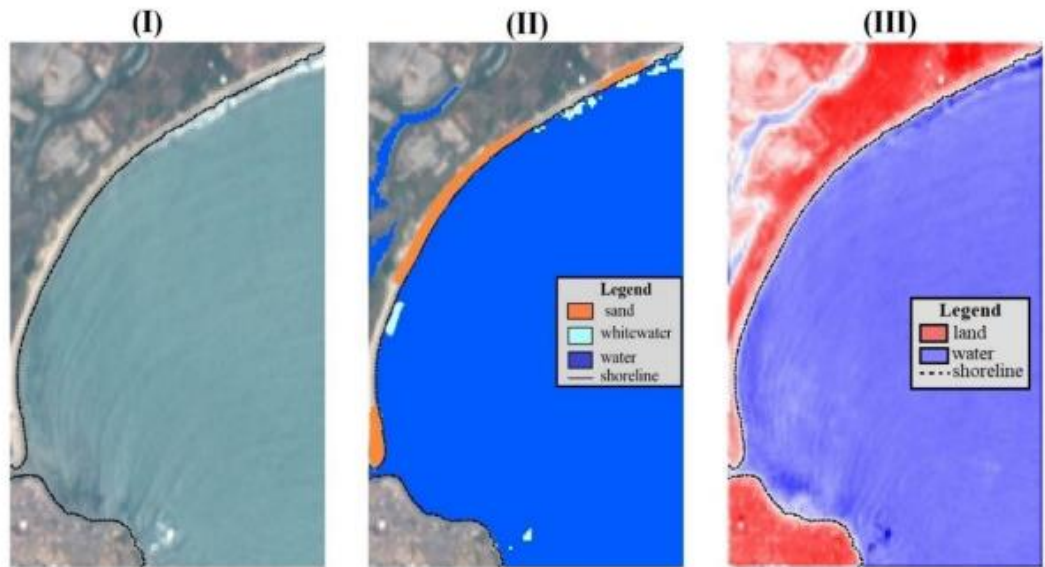 (I)
(II)
(III)
Legend
sand
whitewater
water
shoreline
Legend
land
water
shoreline